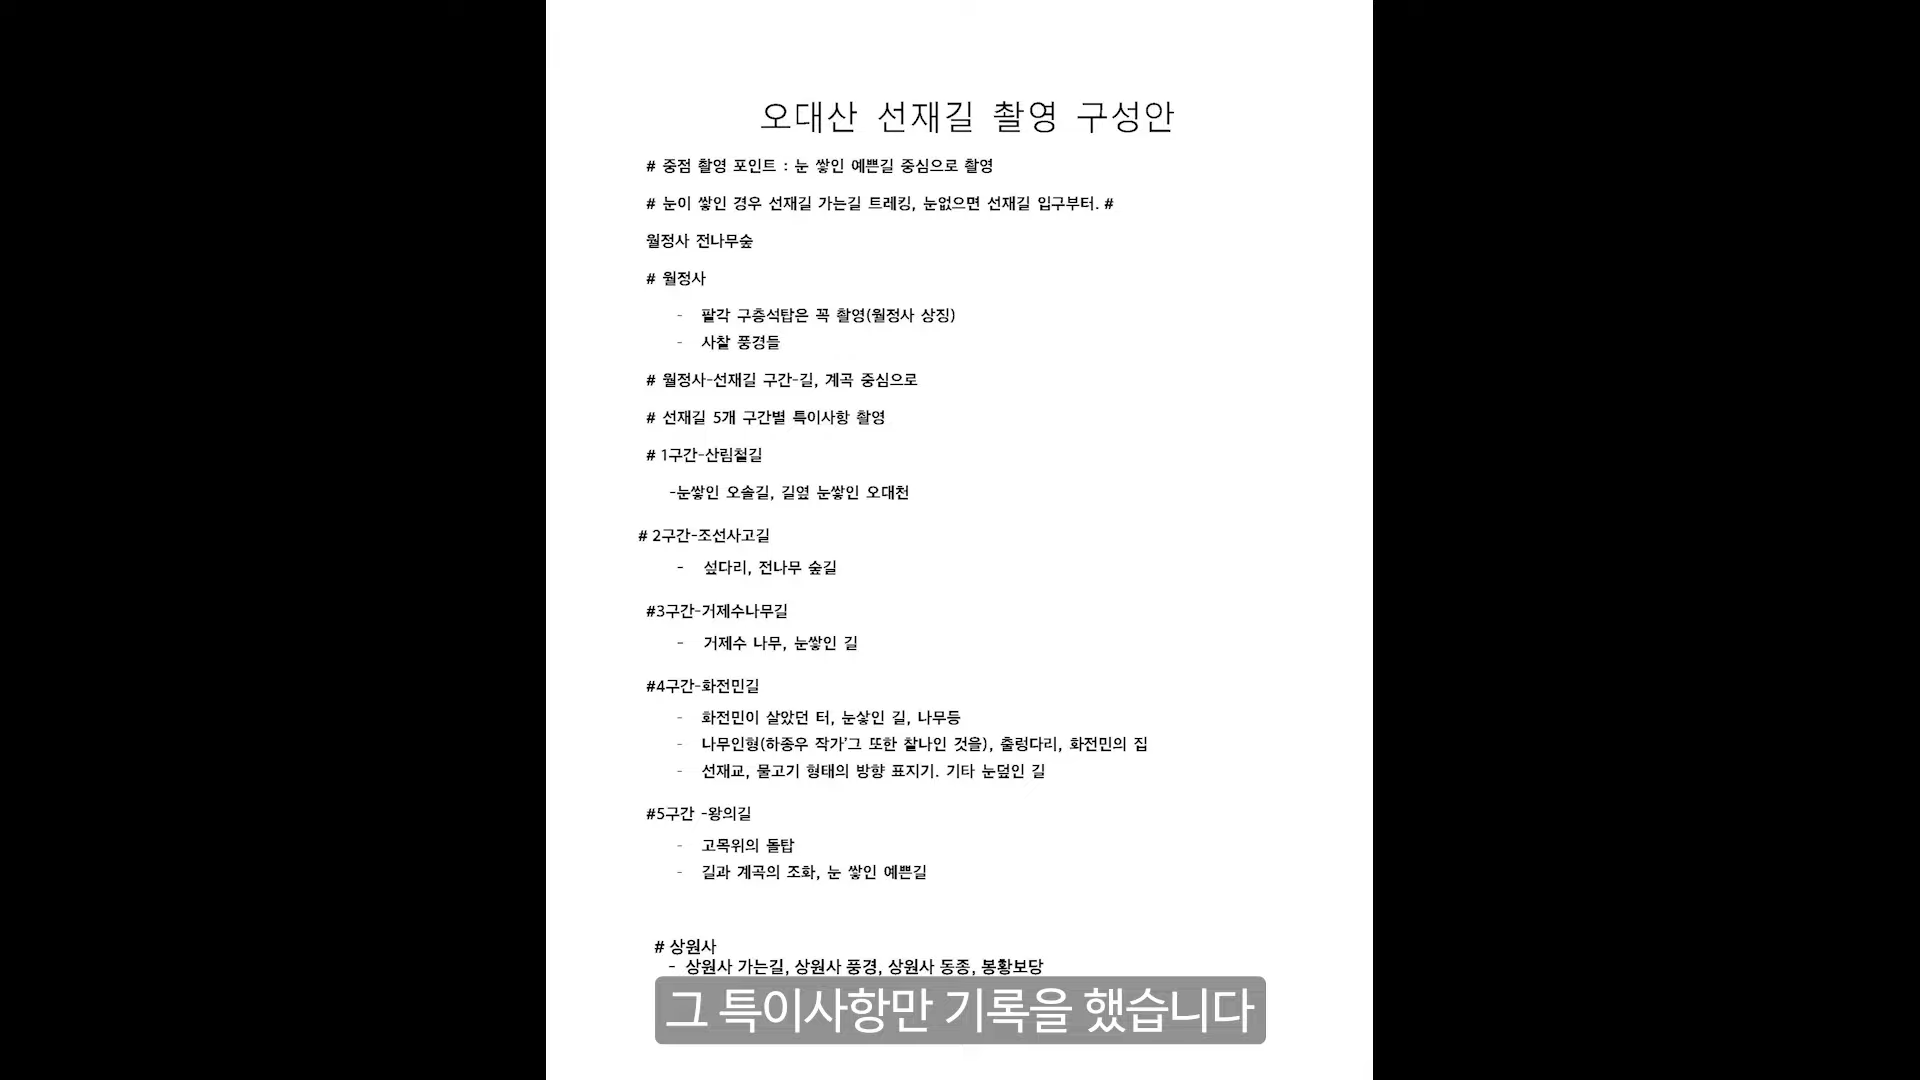 오대산 선재길 촬영 구성안
# 중점 촬영 포인트 : 눈 쌓인 예쁜길 중심으로 촬영
# 눈이 쌓인 경우 선재길 가는길 트레킹, 눈없으면 선재길 입구부터. #
월정사 전나무숲
# 월정사
- 팔각 구층석탑은 꼭 촬영(월정사 상징)
- 사찰 풍경들
# 월정사-선재길 구간-길, 계곡 중심으로
# 선재길 5개 구간별 특이사항 촬영
# 1구간-산림철길
-눈쌓인 오솔길, 길옆 눈쌓인 오대천
# 2구간-조선사고길
- 섶다리, 전나무 숲길
#3구간-거제수나무길
- 거제수 나무, 눈쌓인 길
#4구간-화전민길
- 화전민이 살았던 터, 눈샇인 길, 나무등
- 나무인형(하종우 작가'그 또한 찰나인 것을), 출렁다리, 화전민의 집
- 선재교, 물고기 형태의 방향 표지기. 기타 눈덮인 길
#5구간 -왕의길
- 고목위의 돌탑
- 길과 계곡의 조화, 눈 쌓인 예쁜길
# 상원사
- 상원사 가는길, 상원사 풍경, 상원사 동종, 봉황보당
그 특이사항만 기록을 했습니다